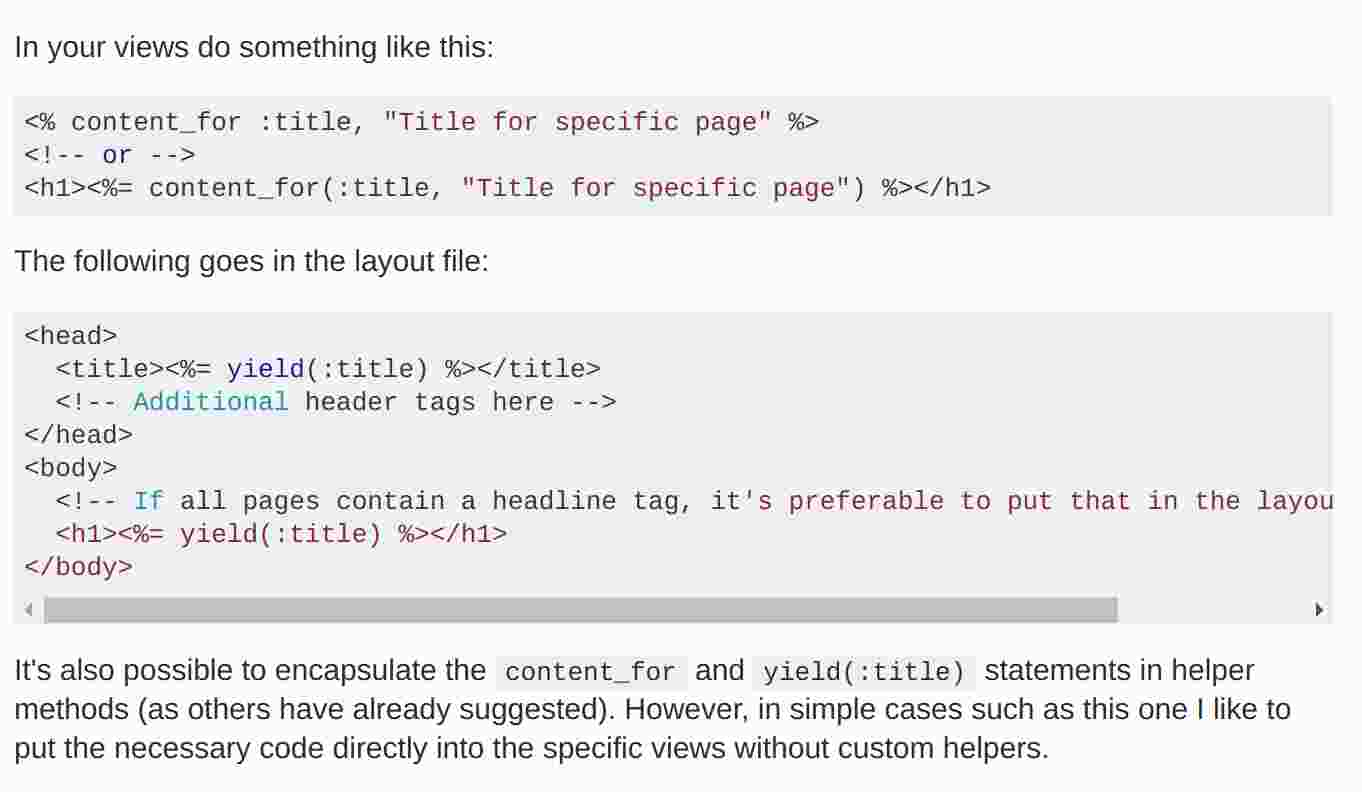 In your views do something like this:
<% content_for :title, "Title for specific page" %>
<!-- or -->
<h1><%= content_for(:title, "Title for specific page") %></h1>
The following goes in the layout file:
<head>
  <title><%= yield(:title) %></title>
  <!-- Additional header tags here -->
</head>
<body>
  <!-- If all pages contain a headline tag, it's preferable to put that in the layou
  <h1><%= yield(:title) %></h1>
</body>
It's also possible to encapsulate the content_for and yield(:title) statements in helper
methods (as others have already suggested). However, in simple cases such as this one I like to
put the necessary code directly into the specific views without custom helpers.